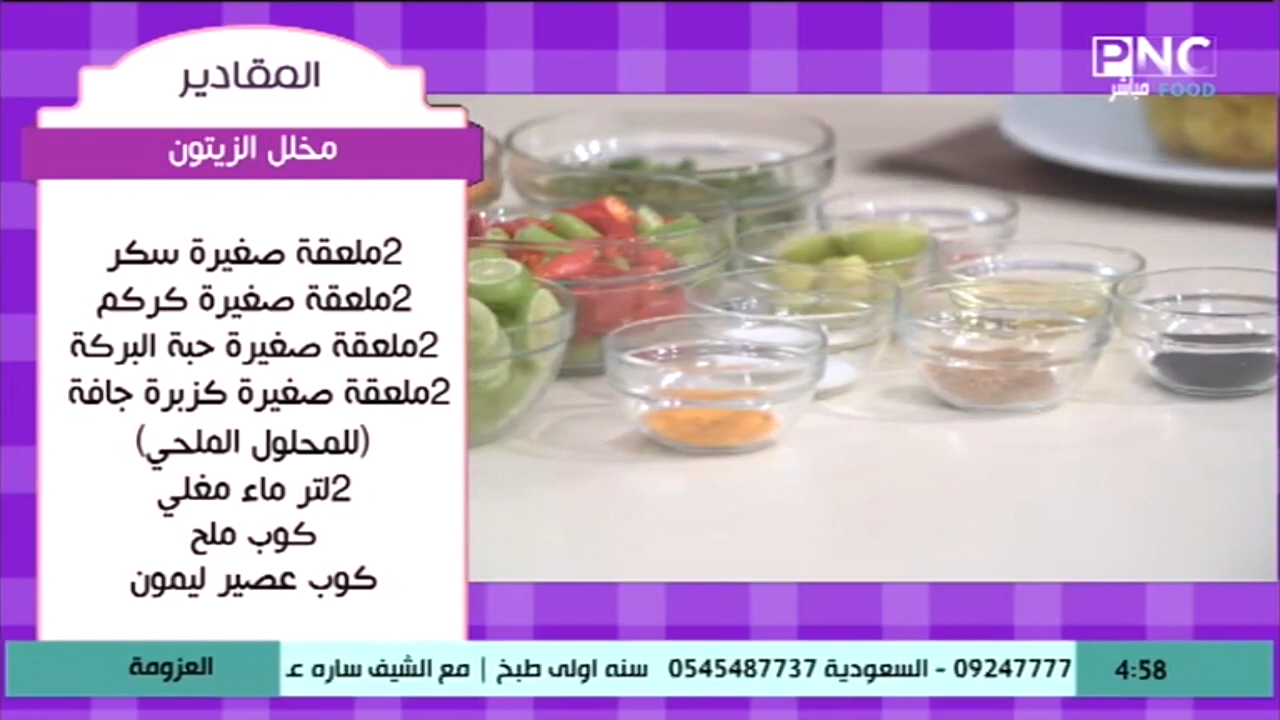 المقادير
PNC
FOOD مباشر
مخلل الزيتون
2ملعقة صغيرة سكر
2ملعقة صغيرة كركم
2ملعقة صغيرة حبة البركة
2ملعقة صغيرة كزبرة جافة
(للمحلول الملحي)
2لتر ماء مغلي
كوب ملح
كوب عصير ليمون
4:58
09247777 - السعودية 0545487737 سنه اولى طبخ | مع الشيف ساره عـ
العزومة